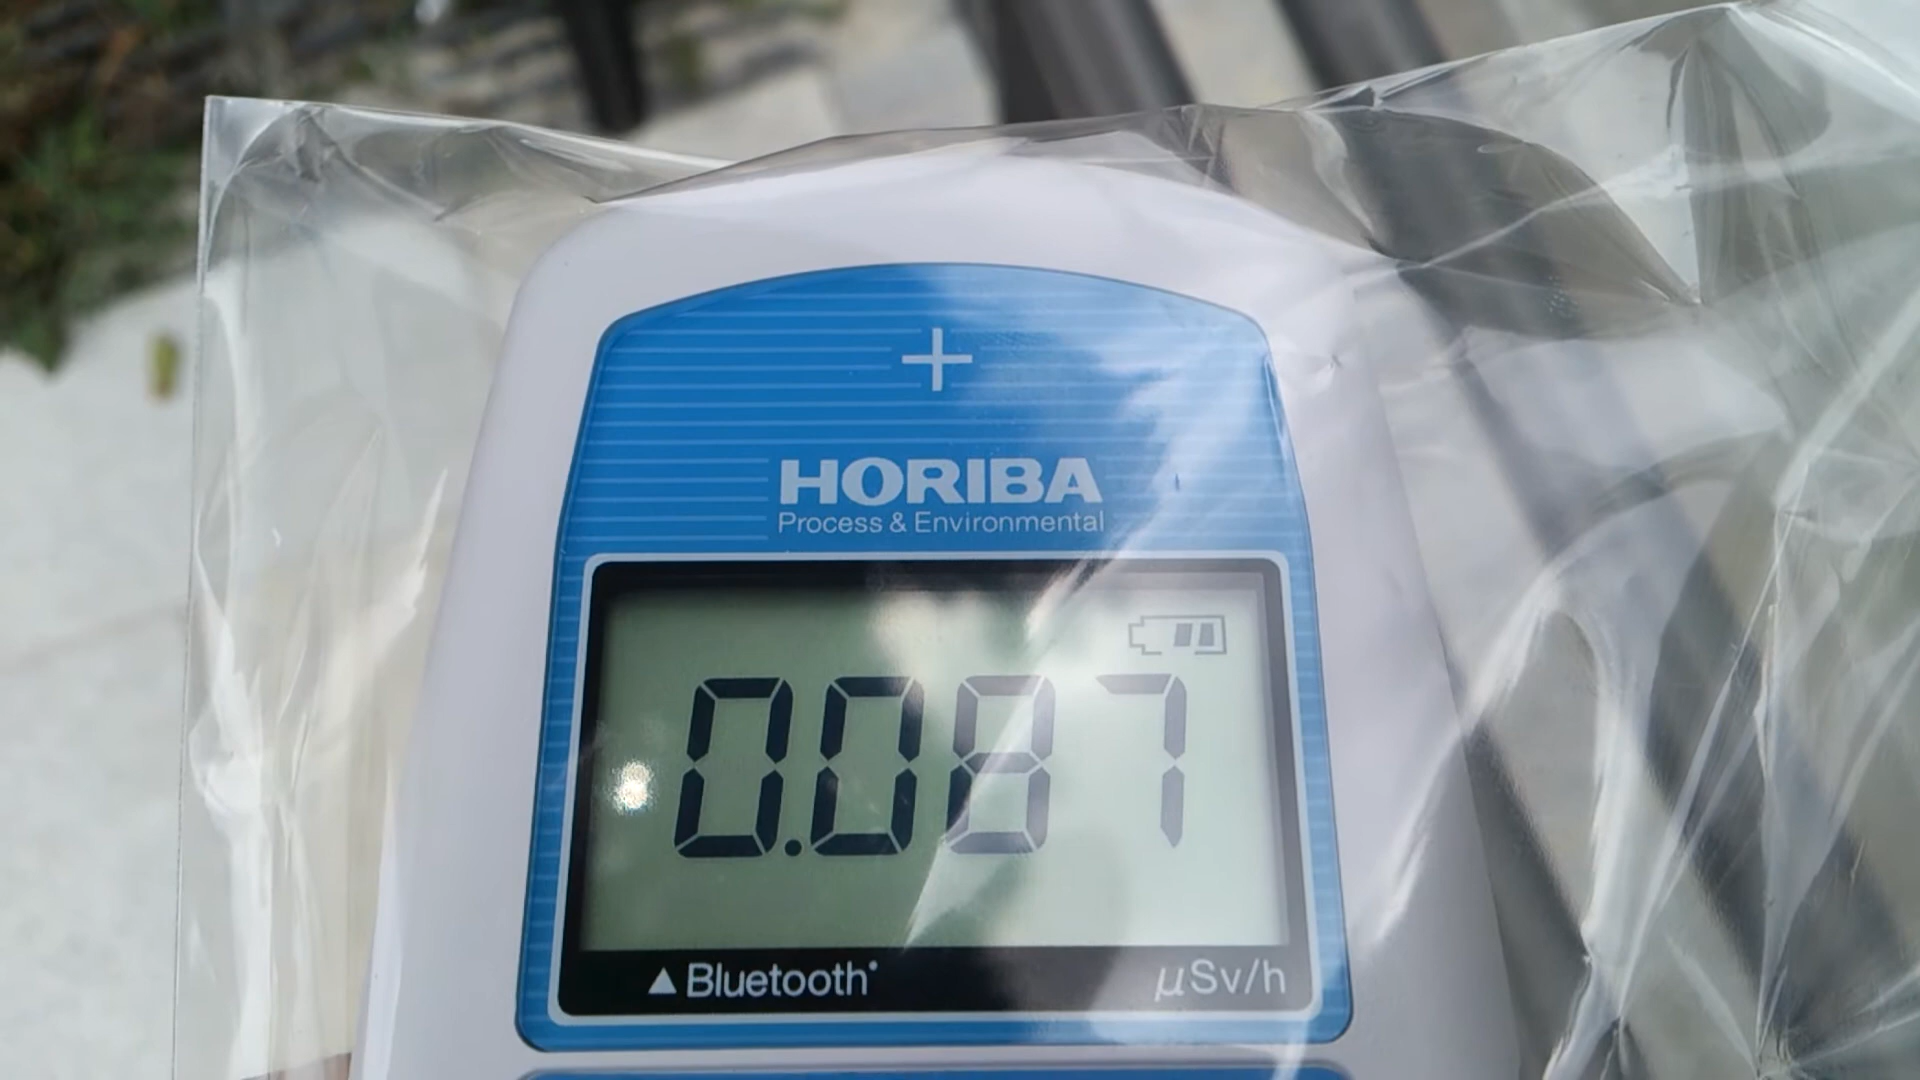 +
HORIBA
Process & Environmental
0.087
▲Bluetooth®
µSv/h